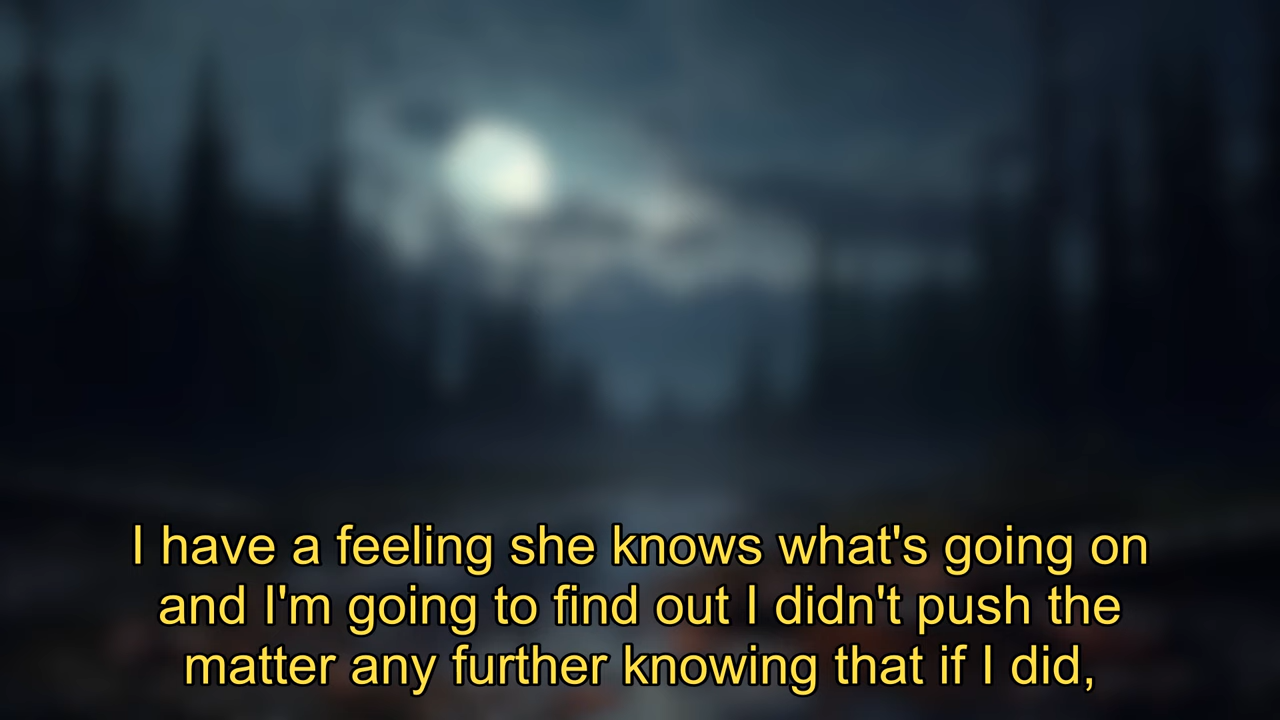 I have a feeling she knows what's going on
and I'm going to find out I didn't push the
matter any further knowing that if I did,